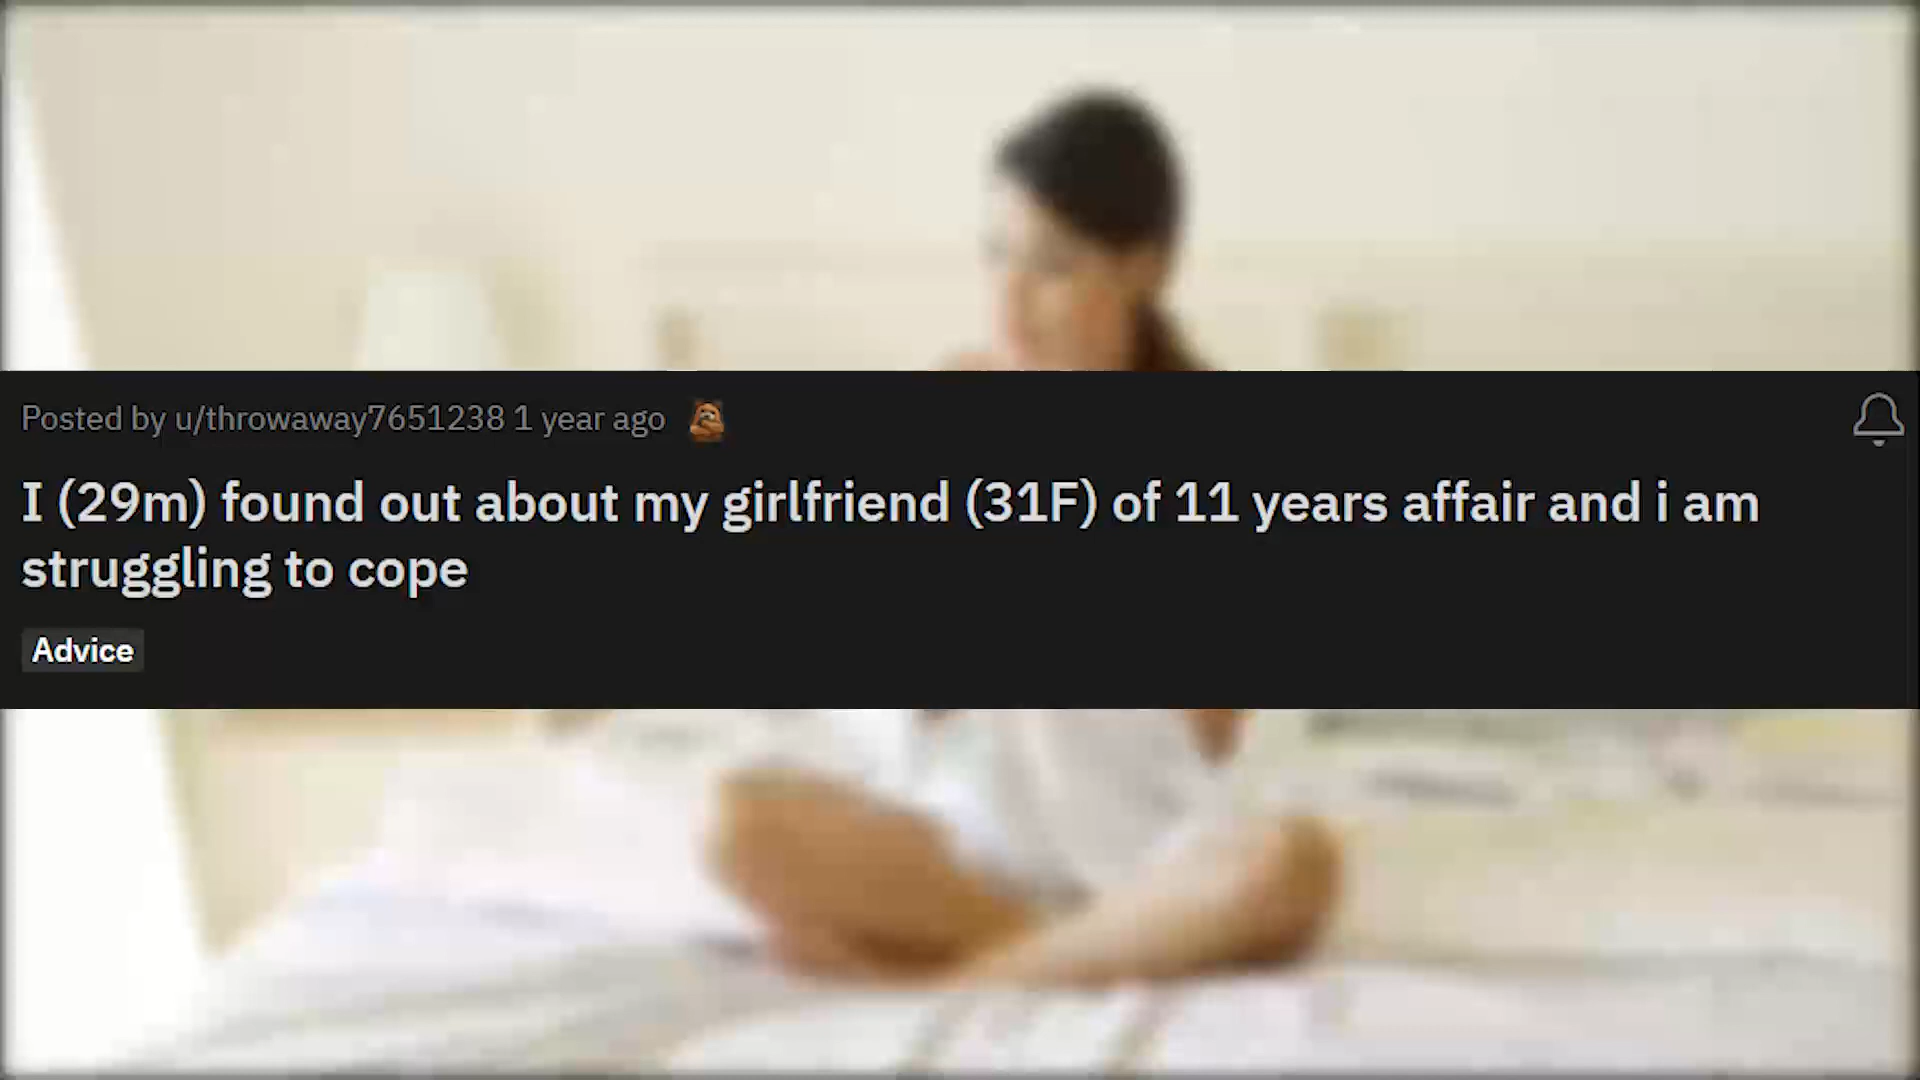 Posted by u/throwaway7651238 1 year ago
I (29m) found out about my girlfriend (31F) of 11 years affair and i am
struggling to cope
Advice